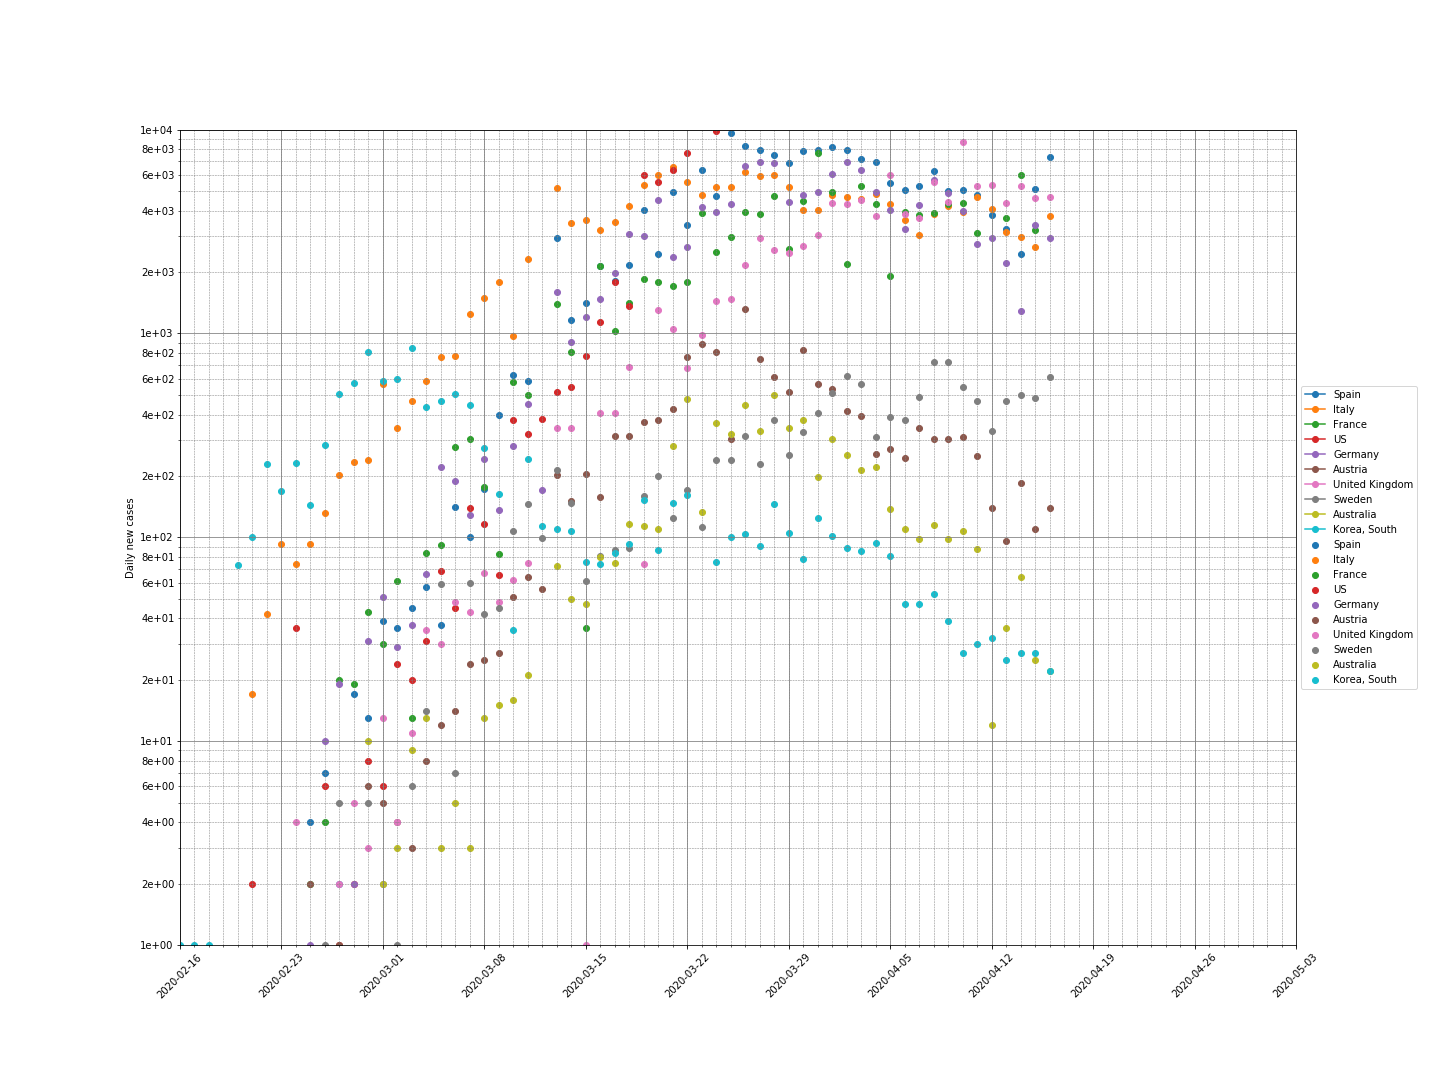 1e+04
8e+03
6e+03
4e+03
2e+03
1e+03
8e+02
6e+02
4e+02
2e+02
1e+02
8e+01
6e+01
4e+01
2e+01
1e+01
8e+00
6e+00
4e+00
2e+00
1e+00
Daily new cases
2020-02-16
2020-02-23
2020-03-01
2020-03-08
2020-03-15
2020-03-22
2020-03-29
2020-04-05
2020-04-12
2020-04-19
2020-04-26
2020-05-03
Spain
Italy
France
US
Germany
Austria
United Kingdom
Sweden
Australia
Korea, South
Spain
Italy
France
US
Germany
Austria
United Kingdom
Sweden
Australia
Korea, South